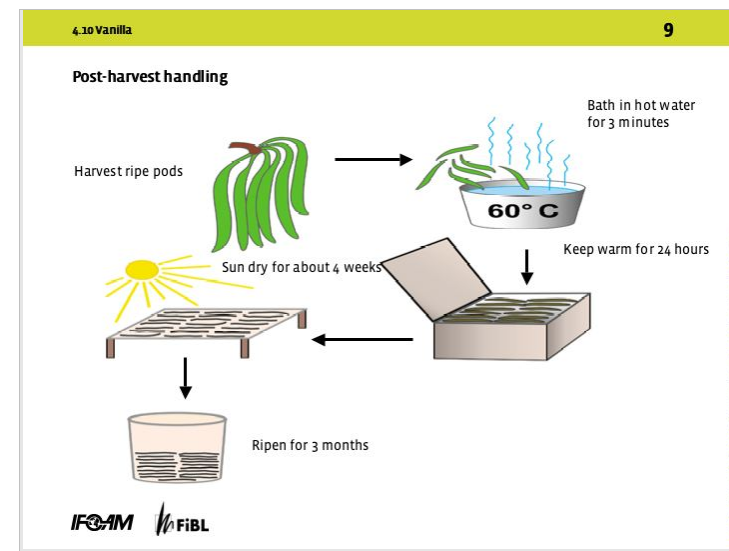 4.10 Vanilla
9
Post-harvest handling
Bath in hot water
for 3 minutes
Harvest ripe pods
60° C
Keep warm for 24 hours
Sun dry for about 4 weeks
Ripen for 3 months
IFOAM
FiBL